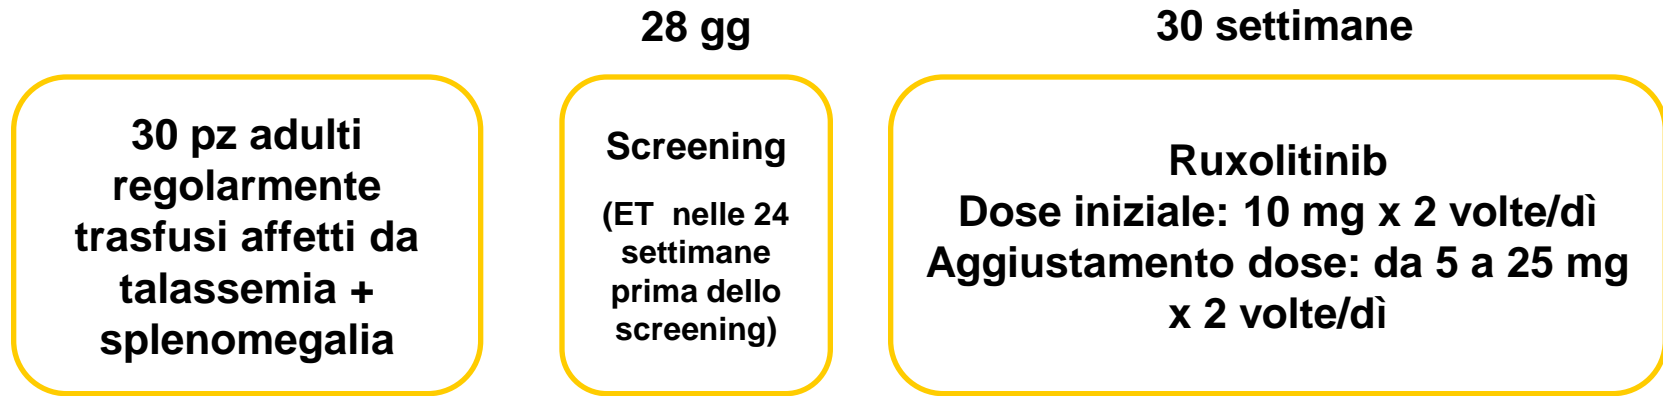 28 gg
30 settimane
30 pz adulti
regolarmente
trasfusi affetti da
talassemia +
splenomegalia
Screening
(ET nelle 24
settimane
prima dello
screening)
Ruxolitinib
Dose iniziale: 10 mg x 2 volte/dì
Aggiustamento dose: da 5 a 25 mg
x 2 volte/dì